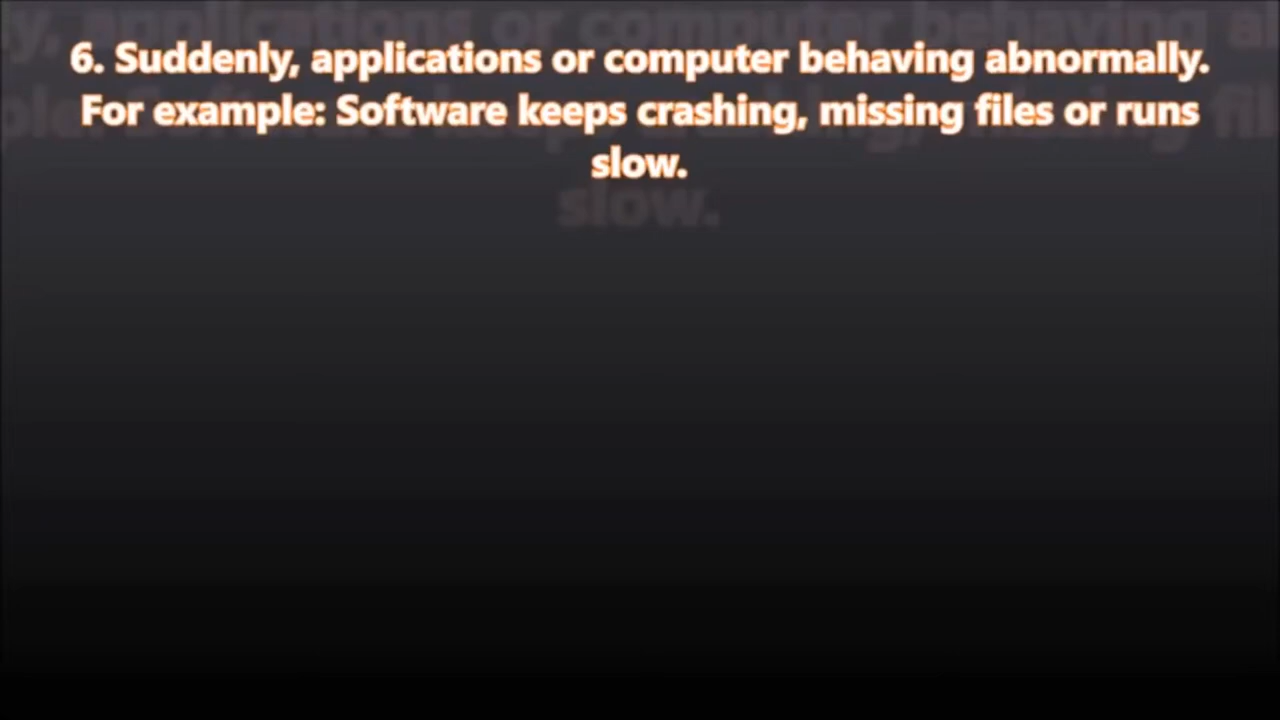 6. Suddenly, applications or computer behaving abnormally.
For example: Software keeps crashing, missing files or runs
slow.